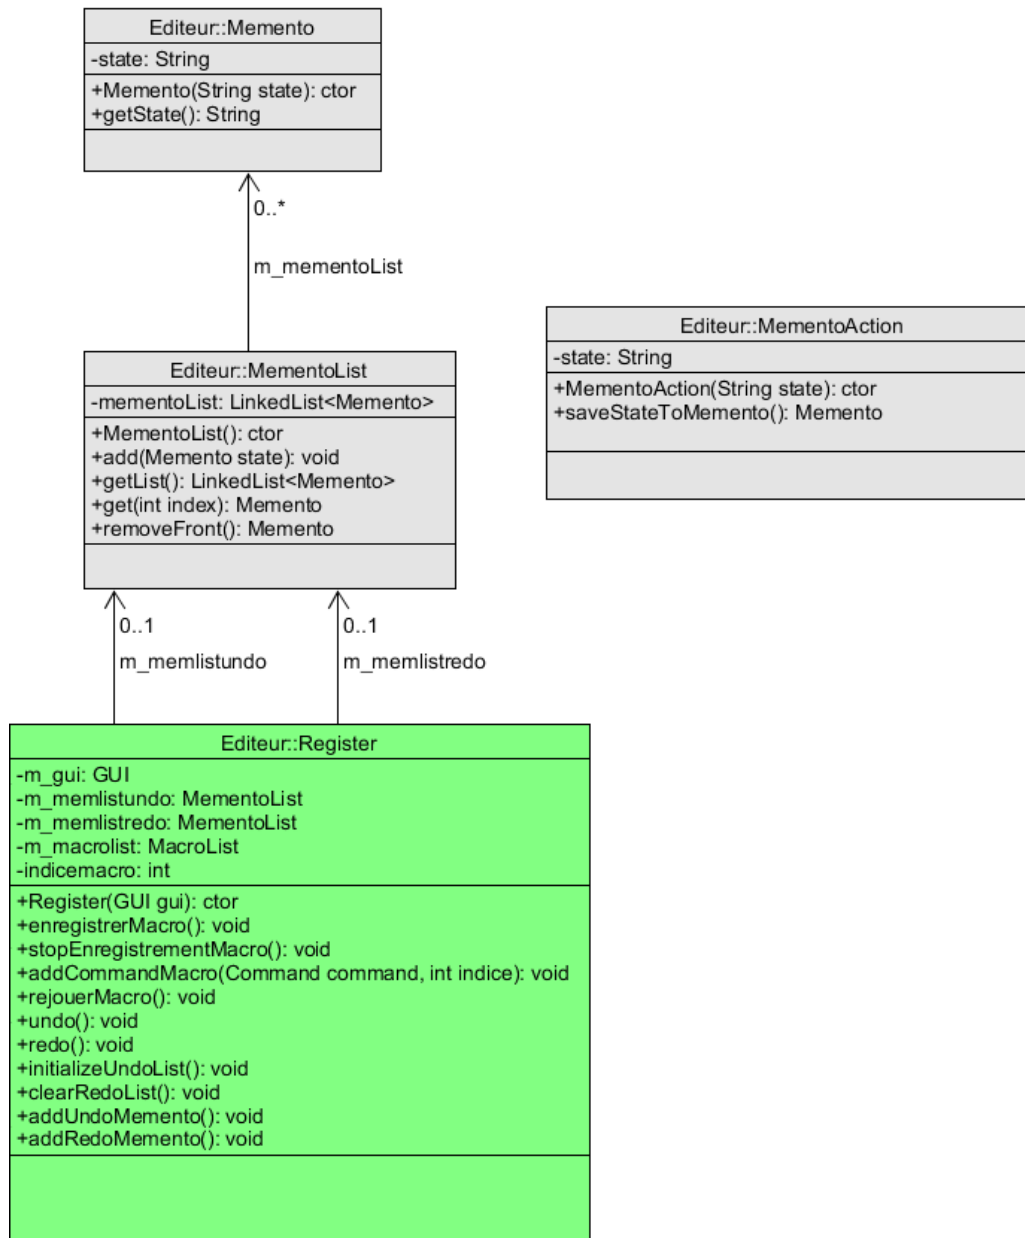 Editeur::Memento
-state: String
+Memento(String state): ctor
+getState(): String
0..*
m_mementoList
Editeur::MementoAction
-state: String
+MementoAction(String state): ctor
+saveStateToMemento(): Memento
Editeur::MementoList
-mementoList: LinkedList<Memento>
+MementoList(): ctor
+add(Memento state): void
+getList(): LinkedList<Memento>
+get(int index): Memento
+removeFront(): Memento
0..1
m_memlistundo
0..1
m_memlistredo
Editeur::Register
-m_gui: GUI
-m_memlistundo: MementoList
-m_memlistredo: MementoList
-m_macrolist: MacroList
-indicemacro: int
+Register(GUI gui): ctor
+enregistrerMacro(): void
+stopEnregistrementMacro(): void
+addCommandMacro(Command command, int indice): void
+rejouerMacro(): void
+undo(): void
+redo(): void
+initializeUndoList(): void
+clearRedoList(): void
+addUndoMemento(): void
+addRedoMemento(): void